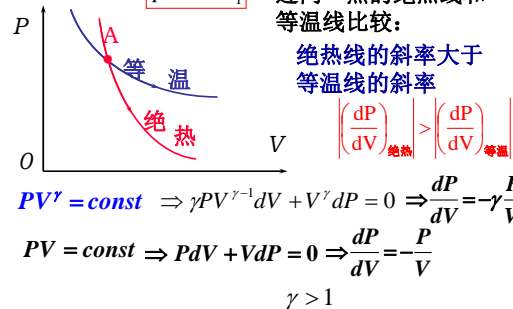 P
等温线比较：
A
等 温
绝热线的斜率大于
等温线的斜率
绝 热
|(dP/dV)绝热| > |(dP/dV)等温|
V
O
PV^γ = const ⇒ γPV^(γ−1)dV + V^γ dP = 0 ⇒ dP/dV = −γ
PV = const ⇒ PdV + VdP = 0 ⇒ dP/dV = −P/V
γ > 1